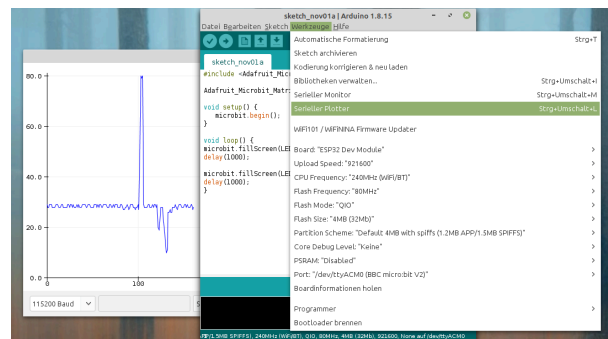 sketch_nov01a | Arduino 1.8.15
Datei Bearbeiten Sketch Werkzeuge Hilfe
sketch_nov01a
#include <Adafruit_Mic
Adafruit_Microbit_Matr
void setup() {
microbit.begin();
}
void loop() {
microbit.fillScreen(LE
delay(1000);
microbit.fillScreen(LE
delay(1000);
}
Automatische Formatierung Strg+T
Sketch archivieren
Kodierung korrigieren & neu laden
Bibliotheken verwalten... Strg+Umschalt+I
Serieller Monitor Strg+Umschalt+M
Serieller Plotter Strg+Umschalt+L
WiFi101 / WiFiNINA Firmware Updater
Board: "ESP32 Dev Module"
Upload Speed: "921600"
CPU Frequency: "240MHz (WiFi/BT)"
Flash Frequency: "80MHz"
Flash Mode: "QIO"
Flash Size: "4MB (32Mb)"
Partition Scheme: "Default 4MB with spiffs (1.2MB APP/1.5MB SPIFFS)"
Core Debug Level: "Keine"
PSRAM: "Disabled"
Port: "/dev/ttyACM0 (BBC micro:bit V2)"
Boardinformationen holen
Programmer
Bootloader brennen
80.0
60.0
40.0
20.0
0.0
0 100
115200 Baud
/1.5MB SPIFFS), 240MHz (WiFi/BT), QIO, 80MHz, 4MB (32Mb), 921600, None auf /dev/ttyACM0